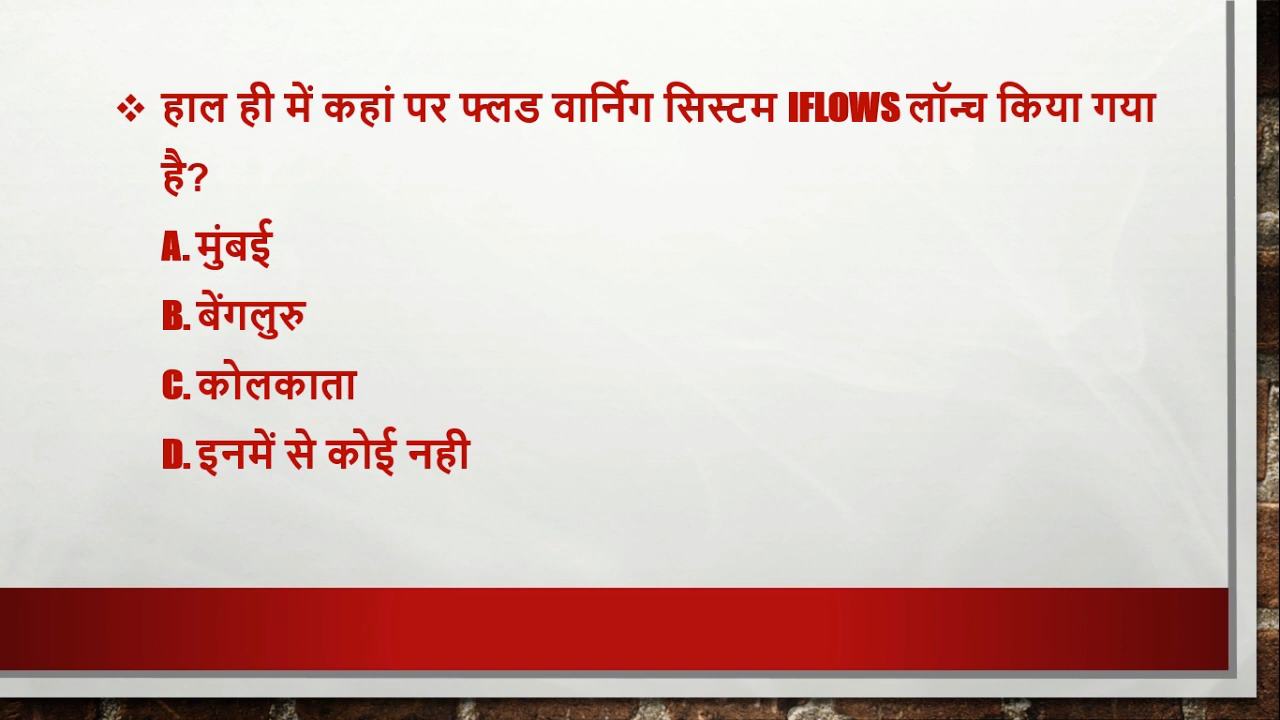 ❖ हाल ही में कहां पर फ्लड वार्निंग सिस्टम IFLOWS लॉन्च किया गया
है?
A. मुंबई
B. बेंगलुरु
C. कोलकाता
D. इनमें से कोई नही